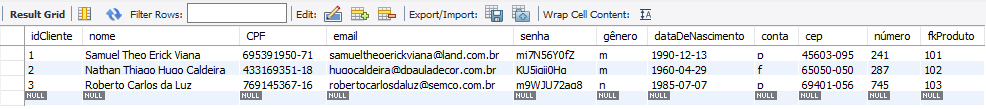 Result Grid Filter Rows: Edit: Export/Import: Wrap Cell Content:
idCliente nome CPF email senha gênero dataDeNascimento conta cep número fkProduto
1 Samuel Theo Erick Viana 695391950-71 samueltheoerickviana@land.com.br mi7N56Y0fZ m 1990-12-13 p 45603-095 241 101
2 Nathan Thiago Hugo Caldeira 433169351-18 hugocaldeira@dpauladecor.com.br m 1960-04-29 f 65050-050 287 102
3 Roberto Carlos da Luz 769145367-16 robertocarlosdaluz@semco.com.br m9WJU72ag8 n 1985-07-07 p 69401-056 745 103
NULL NULL NULL NULL NULL NULL NULL NULL NULL NULL NULL